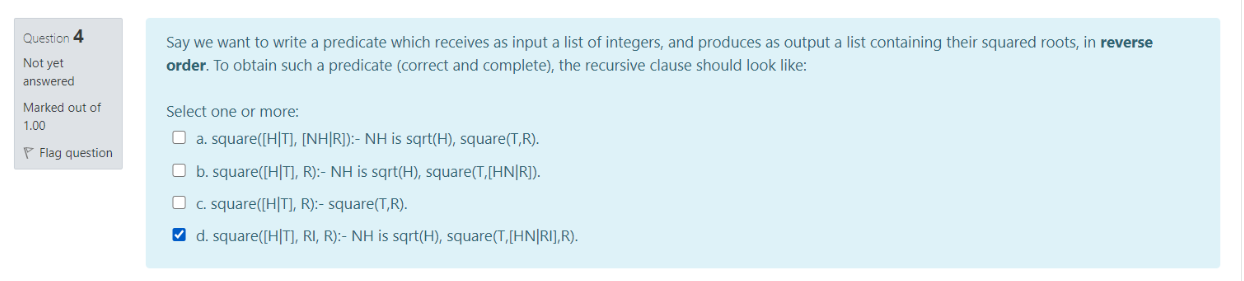 Question 4
Not yet
answered
Marked out of
1.00
Flag question
Say we want to write a predicate which receives as input a list of integers, and produces as output a list containing their squared roots, in reverse
order. To obtain such a predicate (correct and complete), the recursive clause should look like:
Select one or more:
a. square([H|T], [NH|R]):- NH is sqrt(H), square(T,R).
b. square([H|T], R):- NH is sqrt(H), square(T,[HN|R]).
c. square([H|T], R):- square(T,R).
d. square([H|T], RI, R):- NH is sqrt(H), square(T,[HN|RI],R).